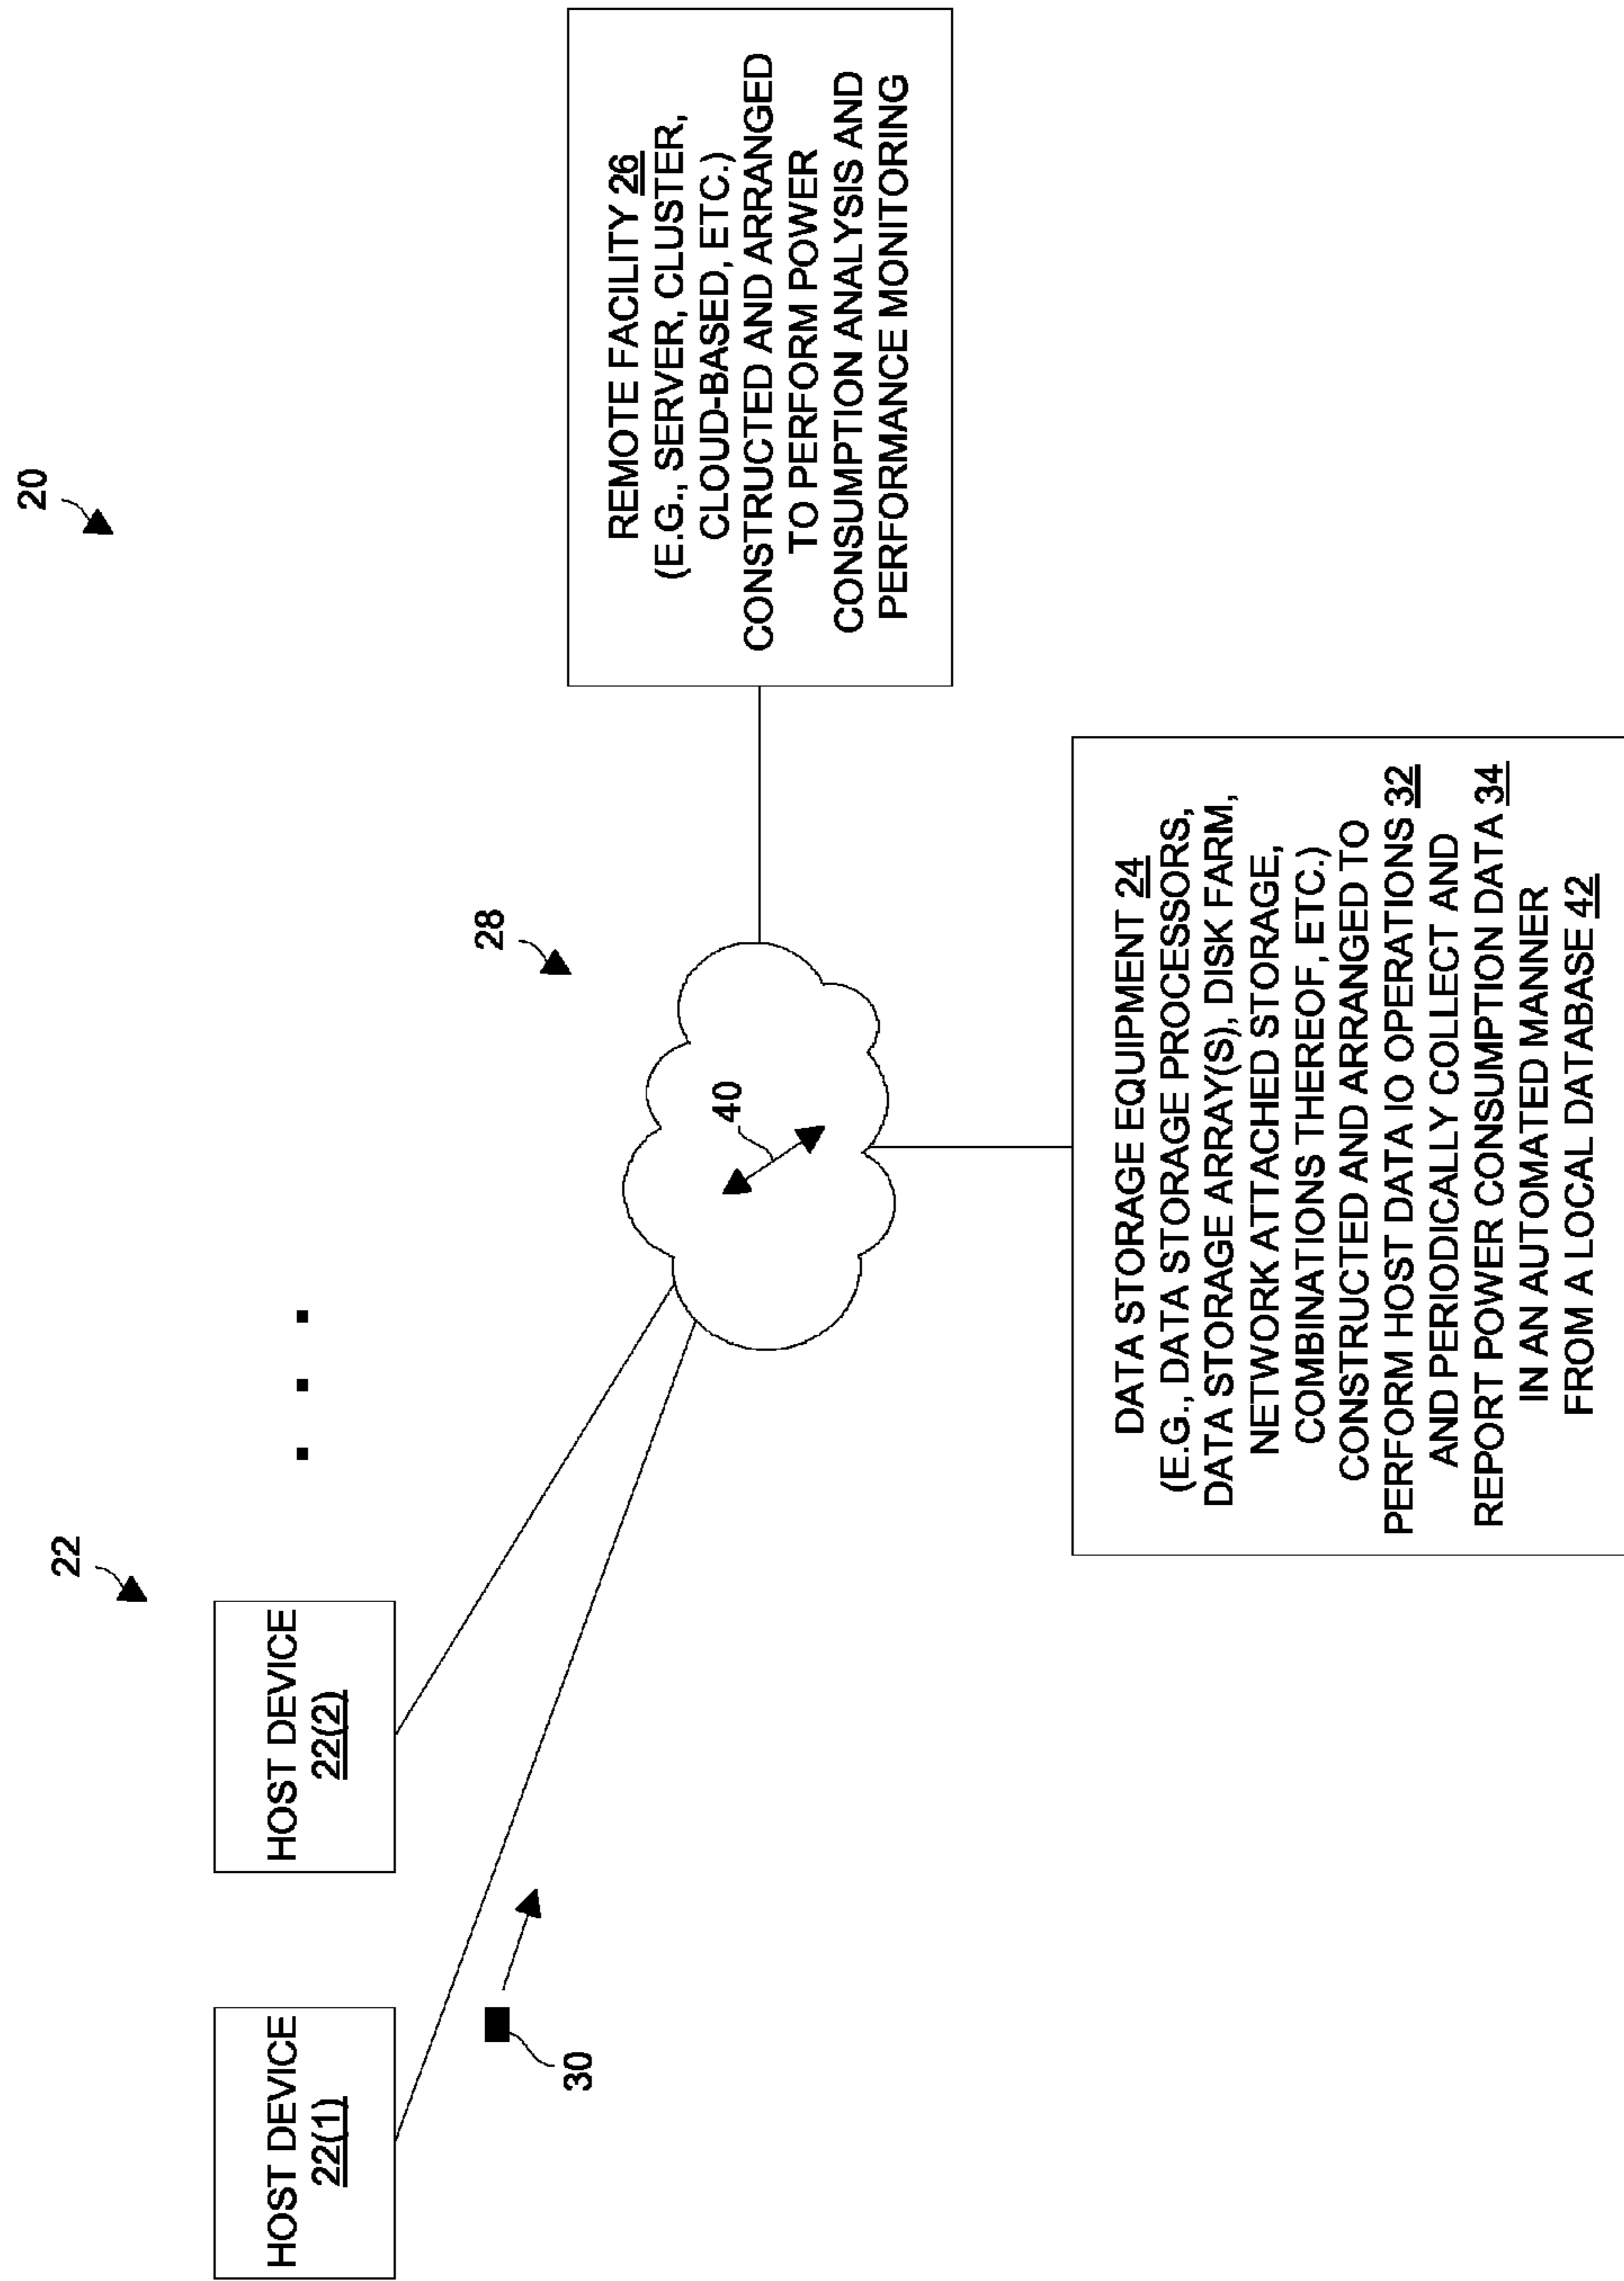 20
22
HOST DEVICE
22(1)
HOST DEVICE
22(2)
30
28
40
REMOTE FACILITY 26
(E.G., SERVER, CLUSTER,
CLOUD-BASED, ETC.)
CONSTRUCTED AND ARRANGED
TO PERFORM POWER
CONSUMPTION ANALYSIS AND
PERFORMANCE MONITORING
DATA STORAGE EQUIPMENT 24
(E.G., DATA STORAGE PROCESSORS,
DATA STORAGE ARRAY(S), DISK FARM,
NETWORK ATTACHED STORAGE,
COMBINATIONS THEREOF, ETC.)
CONSTRUCTED AND ARRANGED TO
PERFORM HOST DATA IO OPERATIONS 32
AND PERIODICALLY COLLECT AND
REPORT POWER CONSUMPTION DATA 34
IN AN AUTOMATED MANNER
FROM A LOCAL DATABASE 42